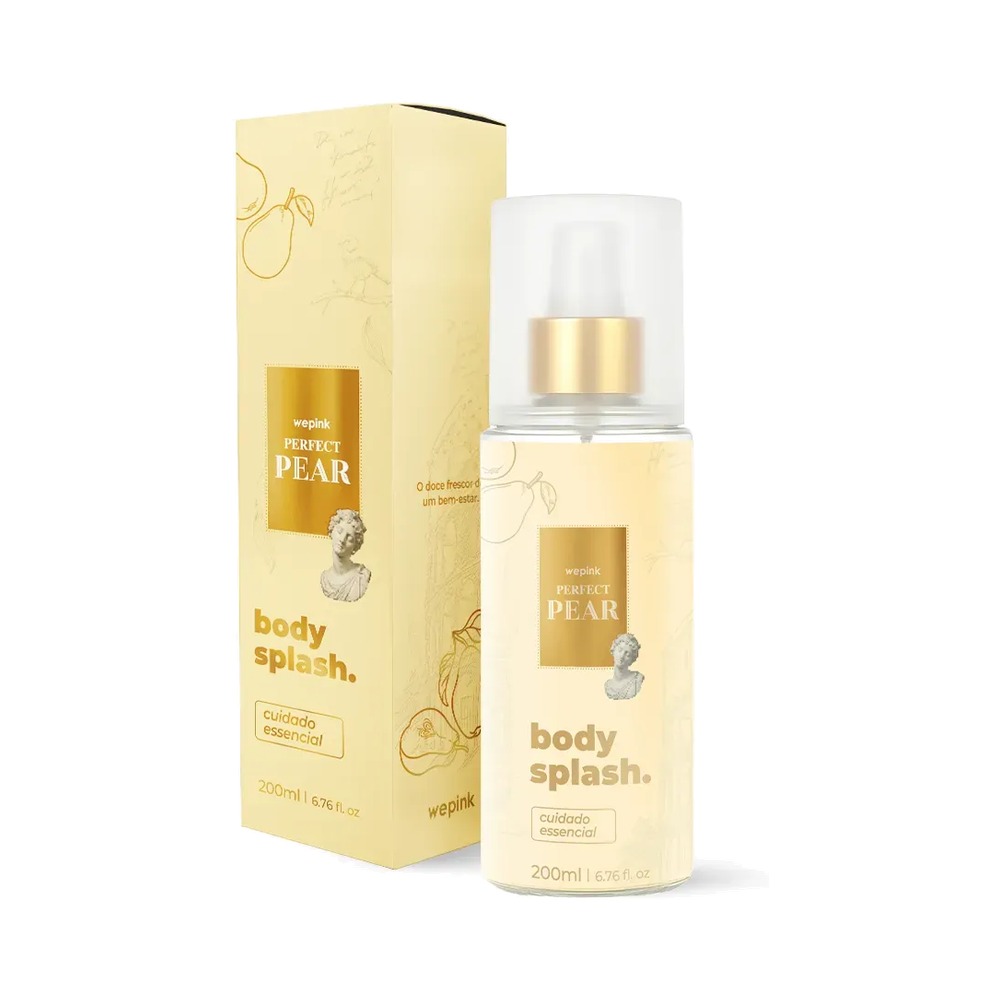 wepink
PERFECT
PEAR
body
splash.
cuidado
essencial
200ml | 6.76 fl. oz
O doce frescor
um bem-estar.
wepink
wepink
PERFECT
PEAR
body
splash.
cuidado
essencial
200ml | 6.76 fl. oz